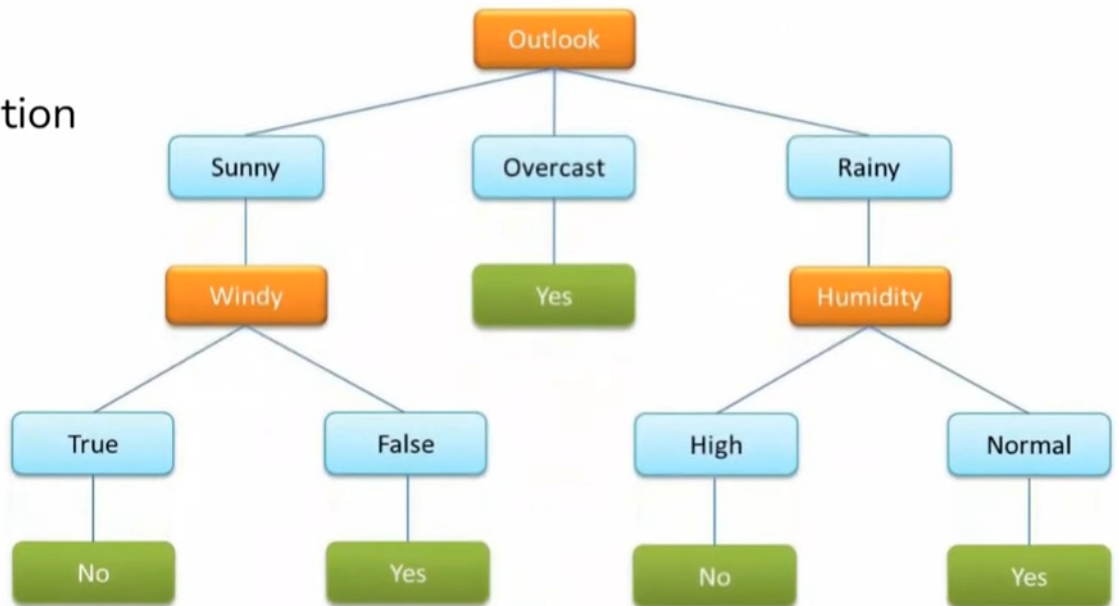 Outlook
tion
Sunny
Overcast
Rainy
Windy
Yes
Humidity
True
False
High
Normal
No
Yes
No
Yes